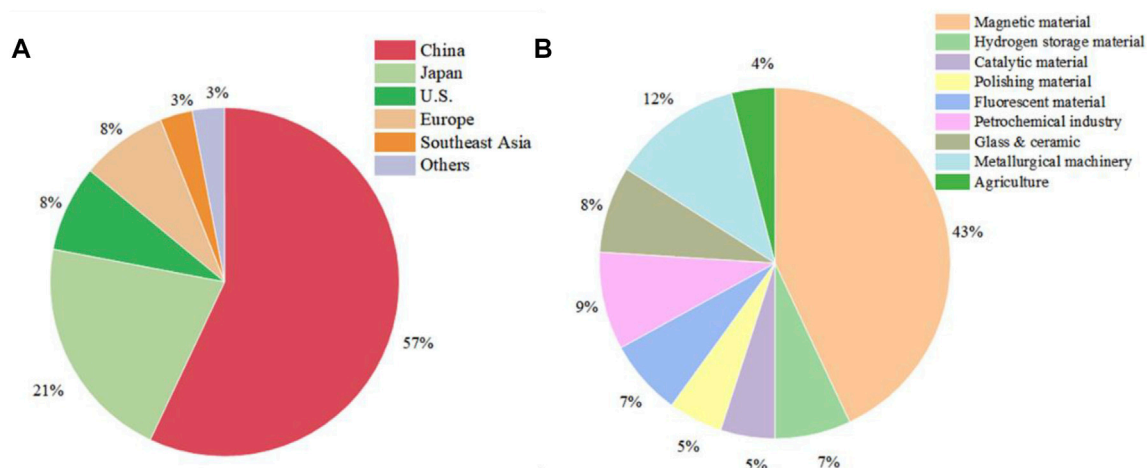 A
China
Japan
U.S.
Europe
Southeast Asia
Others
3%
3%
8%
8%
21%
57%
B
Magnetic material
Hydrogen storage material
Catalytic material
Polishing material
Fluorescent material
Petrochemical industry
Glass & ceramic
Metallurgical machinery
Agriculture
4%
12%
8%
9%
7%
5%
5%
7%
43%